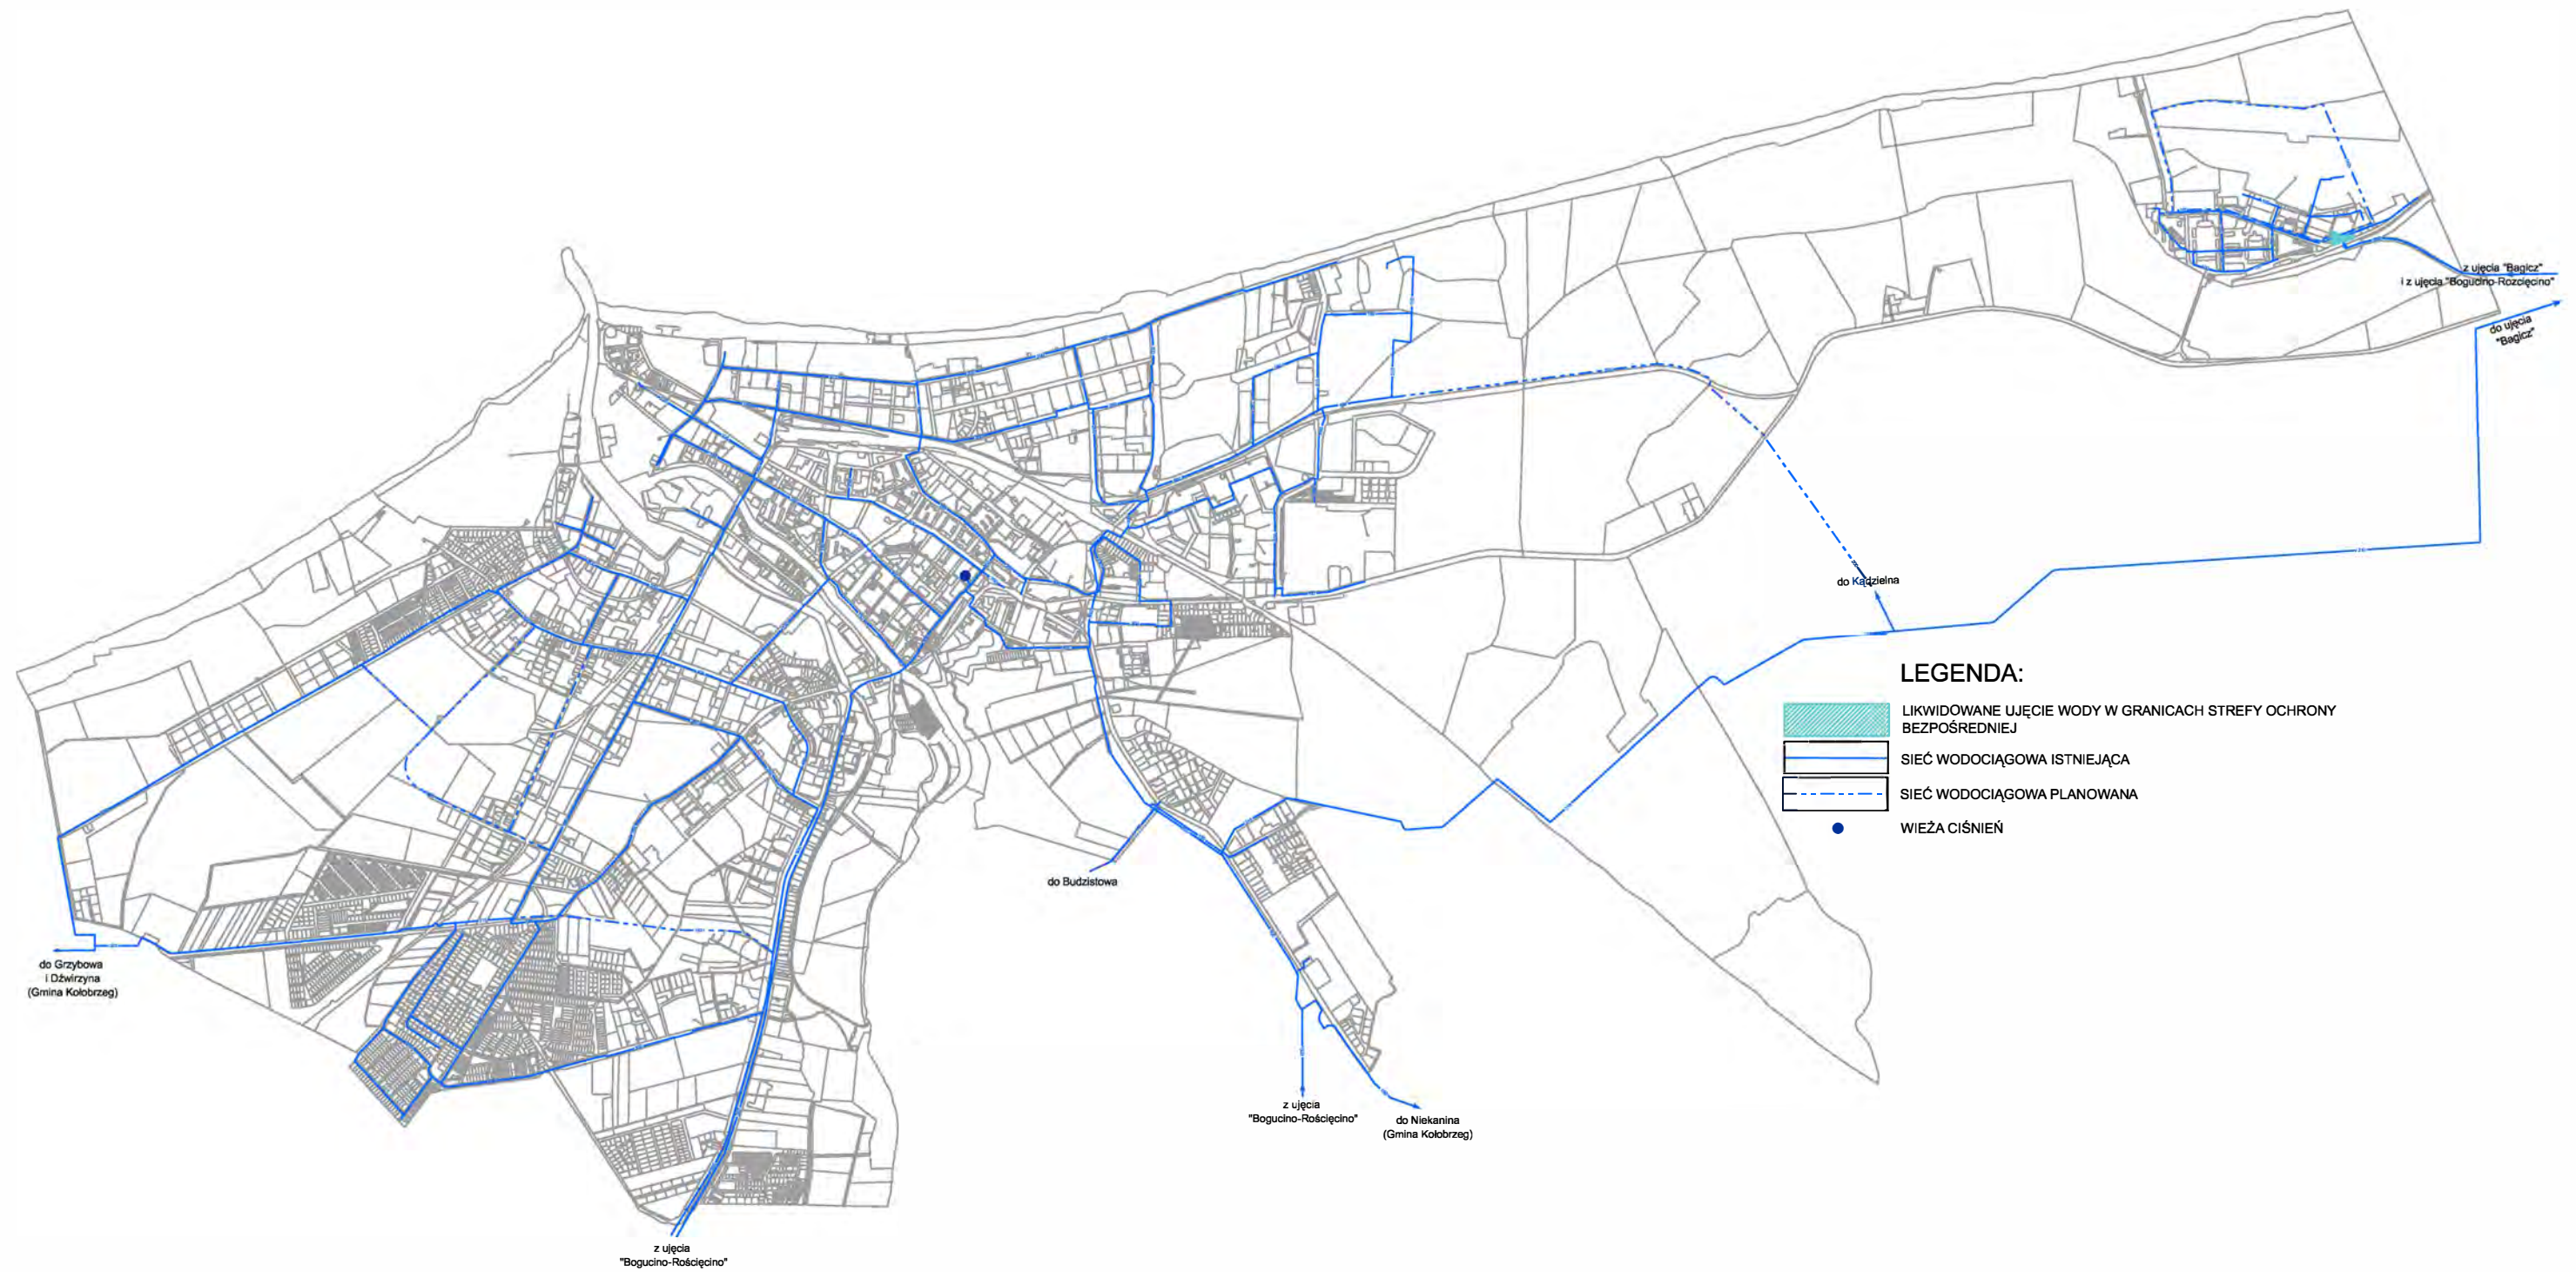 z ujęcia "Bagicz"
i z ujęcia "Bogucino-Rozcięcino"
do ujęcia
"Bagicz"
do Kądzielna
LEGENDA:
LIKWIDOWANE UJĘCIE WODY W GRANICACH STREFY OCHRONY
BEZPOŚREDNIEJ
SIEĆ WODOCIĄGOWA ISTNIEJĄCA
SIEĆ WODOCIĄGOWA PLANOWANA
WIEŻA CIŚNIEŃ
do Budzistowa
do Grzybowa
i Dźwirzyna
(Gmina Kołobrzeg)
z ujęcia
"Bogucino-Rościęcino"
do Niekanina
(Gmina Kołobrzeg)
z ujęcia
"Bogucino-Rościęcino"